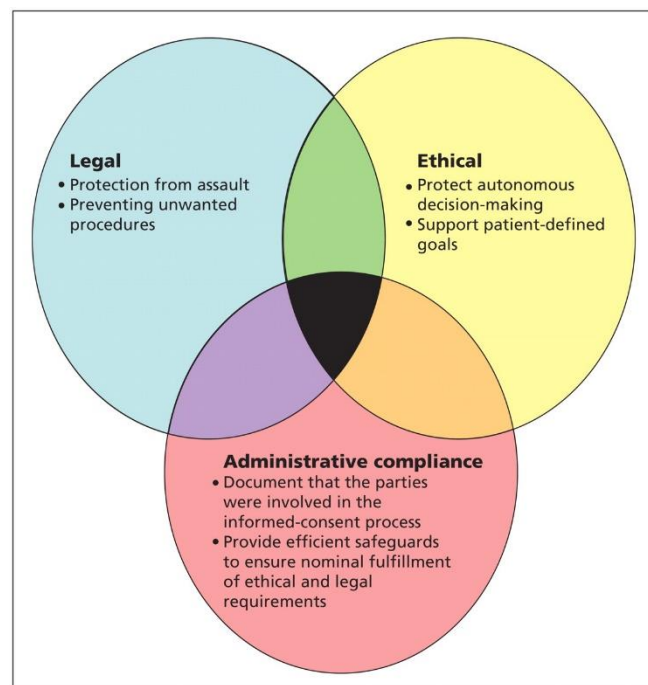 Legal
• Protection from assault
• Preventing unwanted
procedures
Ethical
• Protect autonomous
decision-making
• Support patient-defined
goals
Administrative compliance
• Document that the parties
were involved in the
informed-consent process
• Provide efficient safeguards
to ensure nominal fulfillment
of ethical and legal
requirements